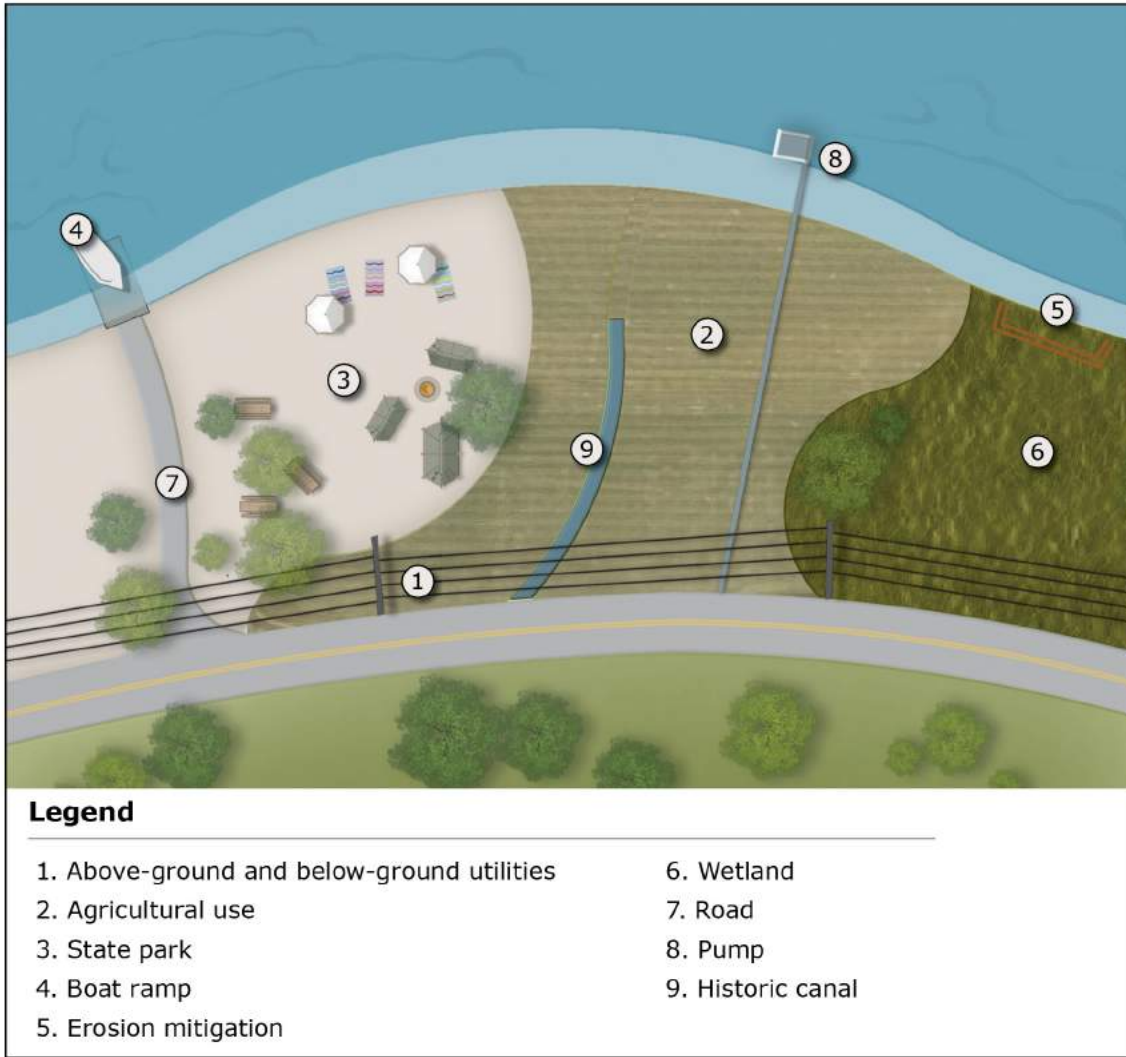 4
8
5
2
3
6
9
7
1
Legend
1. Above-ground and below-ground utilities
2. Agricultural use
3. State park
4. Boat ramp
5. Erosion mitigation
6. Wetland
7. Road
8. Pump
9. Historic canal